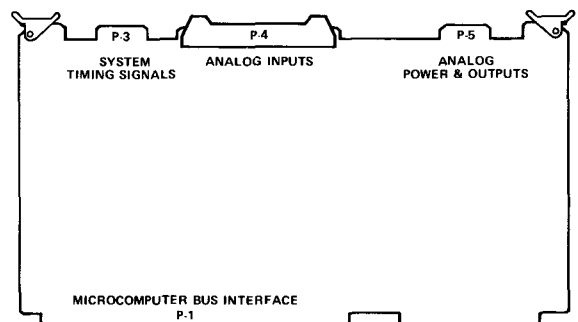 P-3
P-4
P-5
SYSTEM
TIMING SIGNALS
ANALOG INPUTS
ANALOG
POWER & OUTPUTS
MICROCOMPUTER BUS INTERFACE
P-1